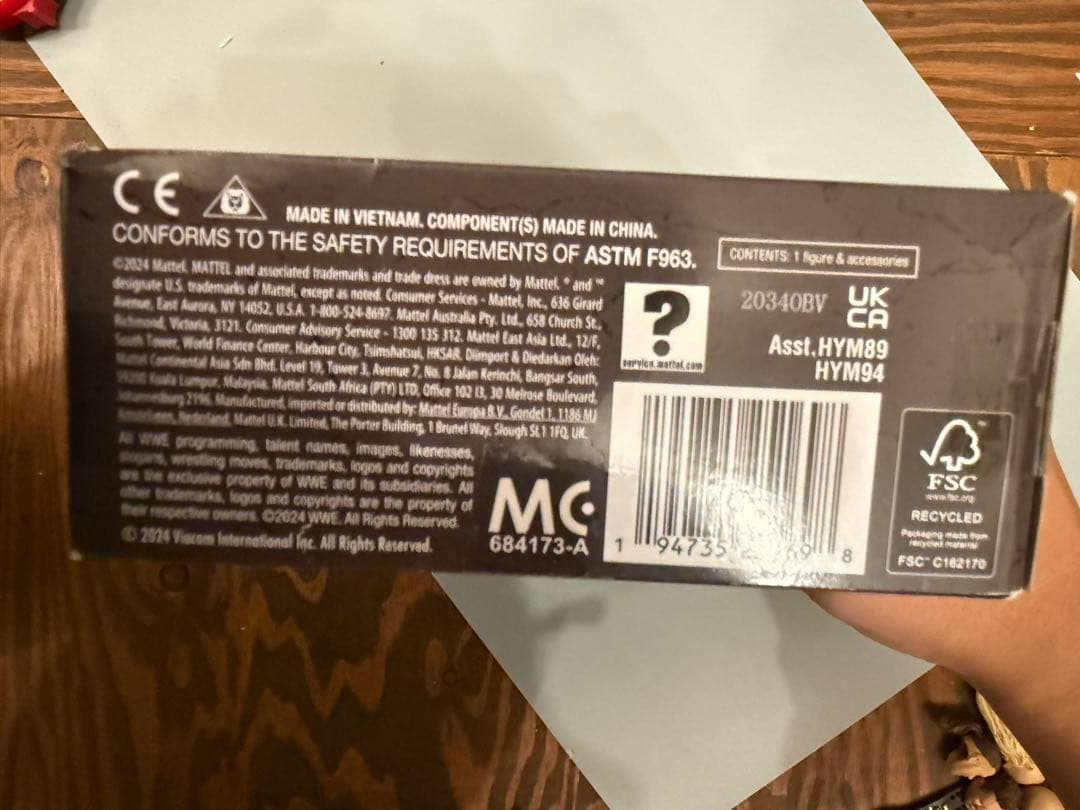 CE
MADE IN VIETNAM. COMPONENT(S) MADE IN CHINA.
CONFORMS TO THE SAFETY REQUIREMENTS OF ASTM F963.
©2024 Mattel. MATTEL and associated trademarks and trade dress are owned by Mattel. ® and ™
designate U.S. trademarks of Mattel, except as noted. Consumer Services - Mattel, Inc., 636 Girard
Avenue, East Aurora, NY 14052, U.S.A. 1-800-524-8697. Mattel Australia Pty. Ltd., 658 Church St.,
Richmond, Victoria, 3121. Consumer Advisory Service - 1300 135 312. Mattel East Asia Ltd., 12/F,
South Tower, World Finance Center, Harbour City, Tsimshatsui, HKSAR. Diimport & Diedarkan Oleh:
Mattel Continental Asia Sdn Bhd. Level 19, Tower 3, Avenue 7, No. 8 Jalan Kerinchi, Bangsar South,
Kuala Lumpur, Malaysia. Mattel South Africa (PTY) LTD, Office 102 I3, 30 Melrose Boulevard,
2196. Manufactured, imported or distributed by: Mattel Europa B.V., Gondel 1, 1186 MJ
Nederland. Mattel U.K. Limited, The Porter Building, 1 Brunel Way, Slough SL1 1FQ, UK.
All WWE programming, talent names, images, likenesses,
slogans, wrestling moves, trademarks, logos and copyrights
are the exclusive property of WWE and its subsidiaries. All
other trademarks, logos and copyrights are the property of
their respective owners. ©2024 WWE. All Rights Reserved.
© 2024 Viacom International Inc. All Rights Reserved.
MC
684173-A
CONTENTS: 1 figure & accessories
?
service.mattel.com
20340BV
UK
CA
Asst.HYM89
HYM94
1 94735 8
FSC
www.fsc.org
RECYCLED
Packaging made from
recycled material
FSC™ C162170